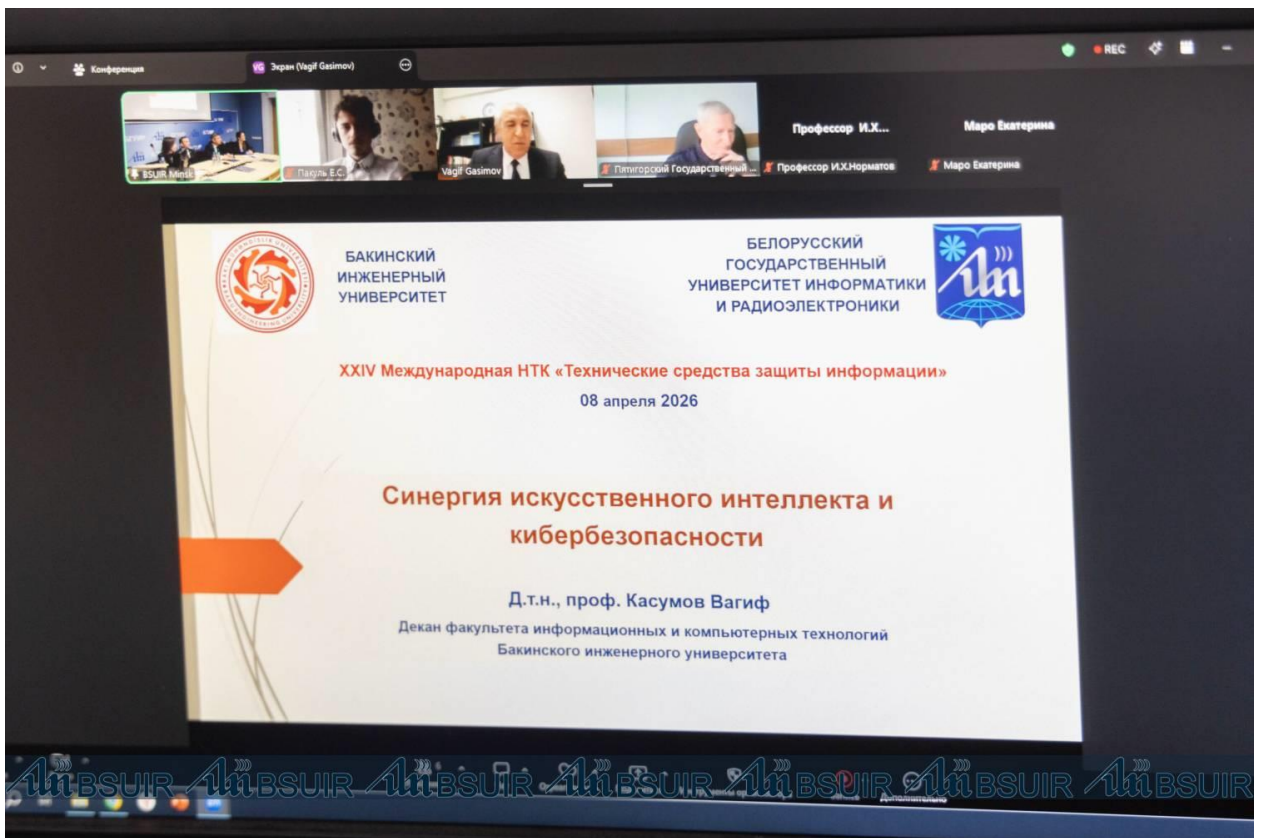 Конференция
VG Экран (Vagif Gasimov)
REC
BSUIR Minsk
Пакуль Е.С.
Vagif Gasimov
Пятигорский Государственный ...
Профессор И.Х...
Профессор И.Х.Норматов
Маро Екатерина
Маро Екатерина
БАКИНСКИЙ
ИНЖЕНЕРНЫЙ
УНИВЕРСИТЕТ
БЕЛОРУССКИЙ
ГОСУДАРСТВЕННЫЙ
УНИВЕРСИТЕТ ИНФОРМАТИКИ
И РАДИОЭЛЕКТРОНИКИ
XXIV Международная НТК «Технические средства защиты информации»
08 апреля 2026
Синергия искусственного интеллекта и
кибербезопасности
Д.т.н., проф. Касумов Вагиф
Декан факультета информационных и компьютерных технологий
Бакинского инженерного университета
BSUIR BSUIR BSUIR BSUIR BSUIR BSUIR
Дополнительно